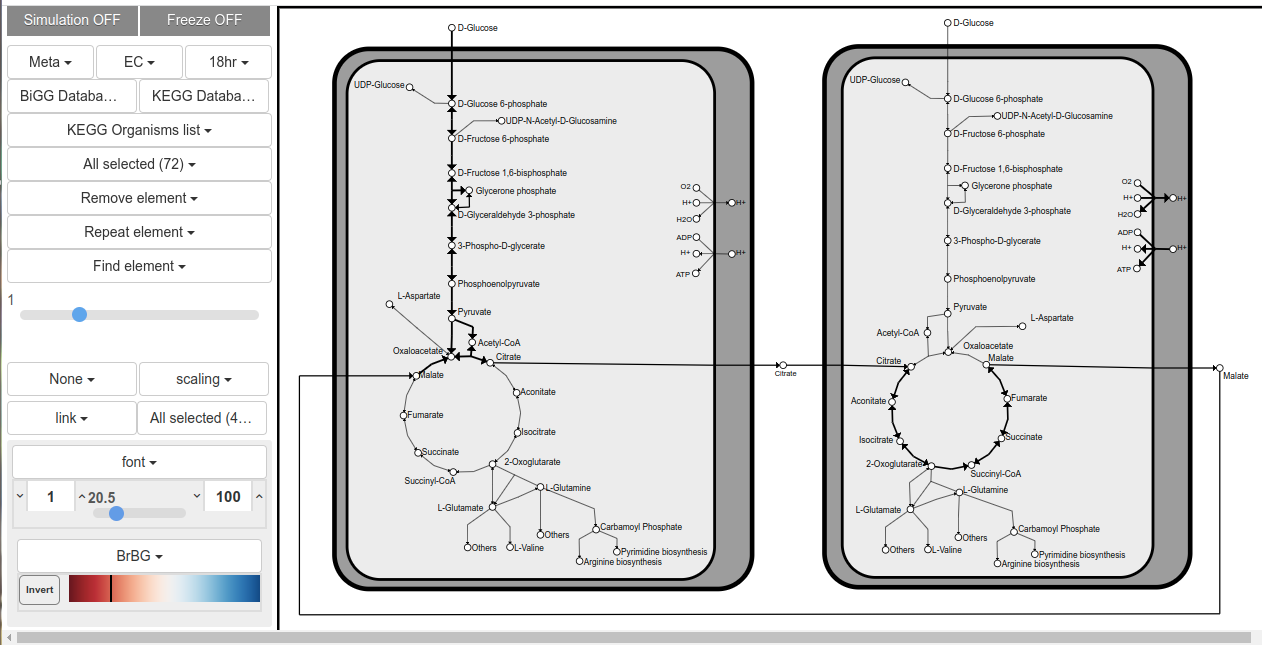 Simulation OFF
Freeze OFF
Meta
EC
18hr
BiGG Databa…
KEGG Databa…
KEGG Organisms list
All selected (72)
Remove element
Repeat element
Find element
1
None
scaling
link
All selected (4…
font
1
20.5
100
BrBG
Invert
D-Glucose
UDP-Glucose
D-Glucose 6-phosphate
UDP-N-Acetyl-D-Glucosamine
D-Fructose 6-phosphate
D-Fructose 1,6-bisphosphate
Glycerone phosphate
D-Glyceraldehyde 3-phosphate
3-Phospho-D-glycerate
Phosphoenolpyruvate
L-Aspartate
Pyruvate
Acetyl-CoA
Oxaloacetate
Citrate
Malate
Aconitate
Fumarate
Isocitrate
Succinate
2-Oxoglutarate
Succinyl-CoA
L-Glutamine
L-Glutamate
Carbamoyl Phosphate
Others
Others
L-Valine
Pyrimidine biosynthesis
Arginine biosynthesis
O2
H+
H+
H2O
ADP
H+
H+
ATP
Citrate
D-Glucose
UDP-Glucose
D-Glucose 6-phosphate
UDP-N-Acetyl-D-Glucosamine
D-Fructose 6-phosphate
D-Fructose 1,6-bisphosphate
Glycerone phosphate
D-Glyceraldehyde 3-phosphate
3-Phospho-D-glycerate
Phosphoenolpyruvate
Pyruvate
L-Aspartate
Acetyl-CoA
Oxaloacetate
Citrate
Malate
Aconitate
Fumarate
Isocitrate
Succinate
2-Oxoglutarate
Succinyl-CoA
L-Glutamine
L-Glutamate
Carbamoyl Phosphate
Others
Others
L-Valine
Pyrimidine biosynthesis
Arginine biosynthesis
O2
H+
H+
H2O
ADP
H+
H+
ATP
Malate